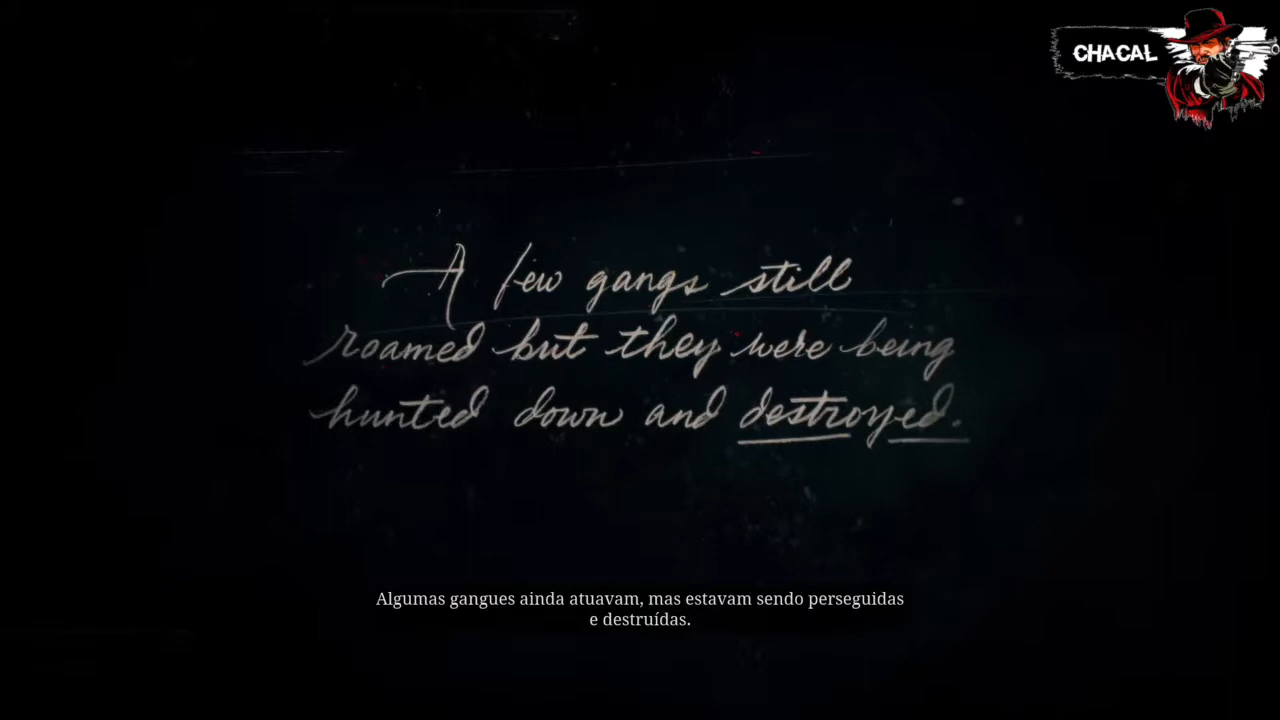 CHACAL
A few gangs still
roamed but they were being
hunted down and destroyed.
Algumas gangues ainda atuavam, mas estavam sendo perseguidas
e destruídas.